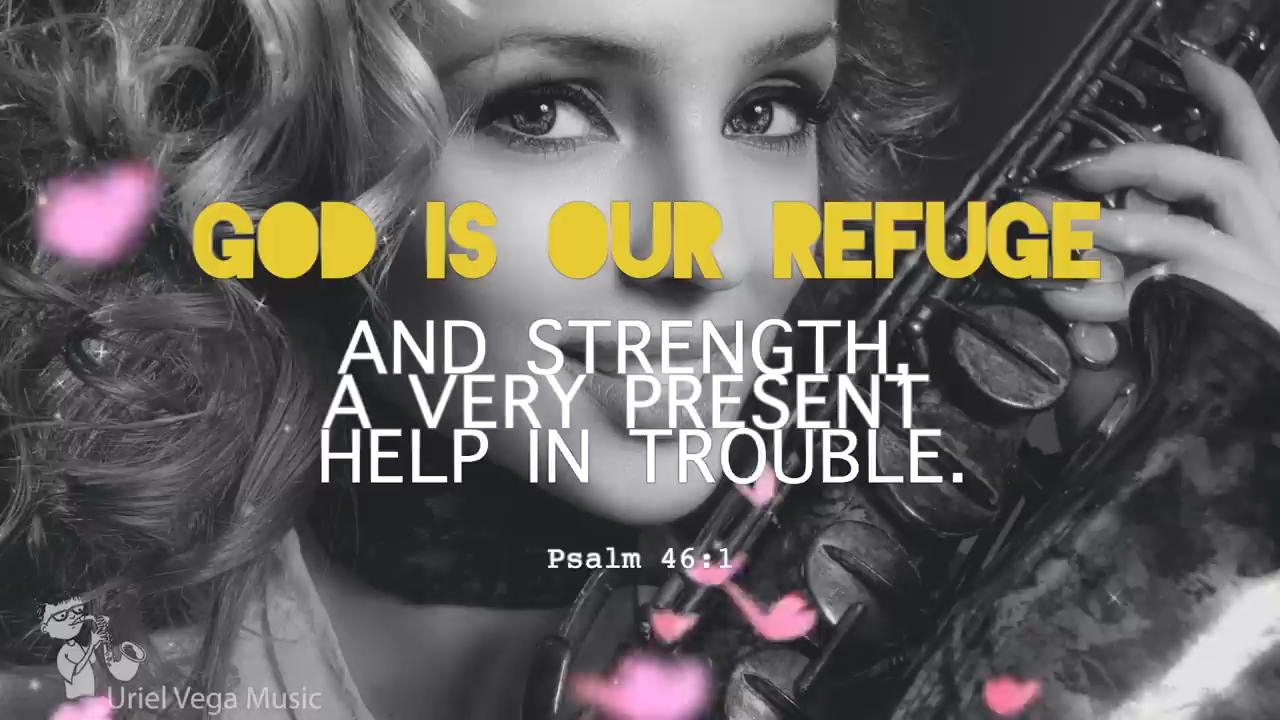 GOD IS OUR REFUGE
AND STRENGTH,
A VERY PRESENT
HELP IN TROUBLE.
Psalm 46:1
Uriel Vega Music